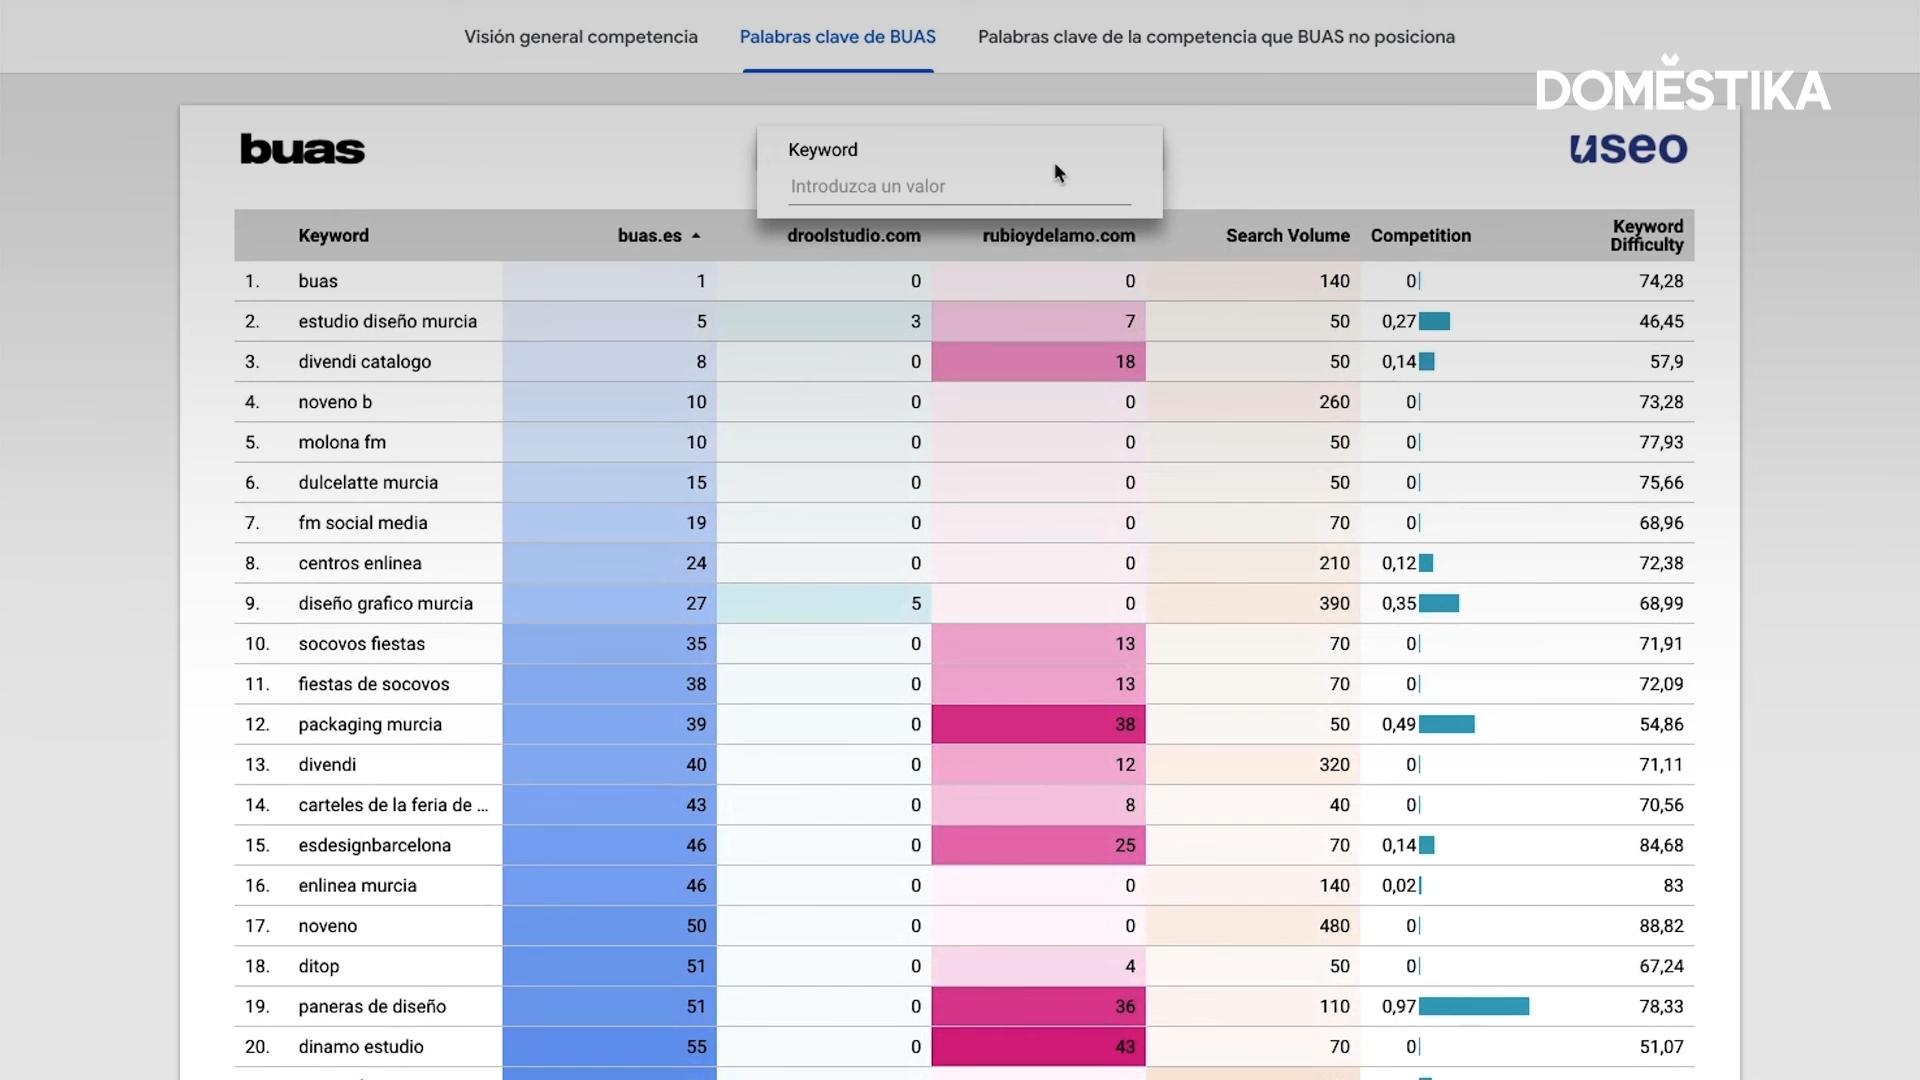 Visión general competencia Palabras clave de BUAS Palabras clave de la competencia que BUAS no posiciona
DOMESTIKA
buas
useo
Keyword
Introduzca un valor
Keyword buas.es droolstudio.com rubioydelamo.com Search Volume Competition Keyword Difficulty
1. buas 1 0 0 140 0 74,28
2. estudio diseño murcia 5 3 7 50 0,27 46,45
3. divendi catalogo 8 0 18 50 0,14 57,9
4. noveno b 10 0 0 260 0 73,28
5. molona fm 10 0 0 50 0 77,93
6. dulcelatte murcia 15 0 0 50 0 75,66
7. fm social media 19 0 0 70 0 68,96
8. centros enlinea 24 0 0 210 0,12 72,38
9. diseño grafico murcia 27 5 0 390 0,35 68,99
10. socovos fiestas 35 0 13 70 0 71,91
11. fiestas de socovos 38 0 13 70 0 72,09
12. packaging murcia 39 0 38 50 0,49 54,86
13. divendi 40 0 12 320 0 71,11
14. carteles de la feria de ... 43 0 8 40 0 70,56
15. esdesignbarcelona 46 0 25 70 0,14 84,68
16. enlinea murcia 46 0 0 140 0,02 83
17. noveno 50 0 0 480 0 88,82
18. ditop 51 0 4 50 0 67,24
19. paneras de diseño 51 0 36 110 0,97 78,33
20. dinamo estudio 55 0 43 70 0 51,07